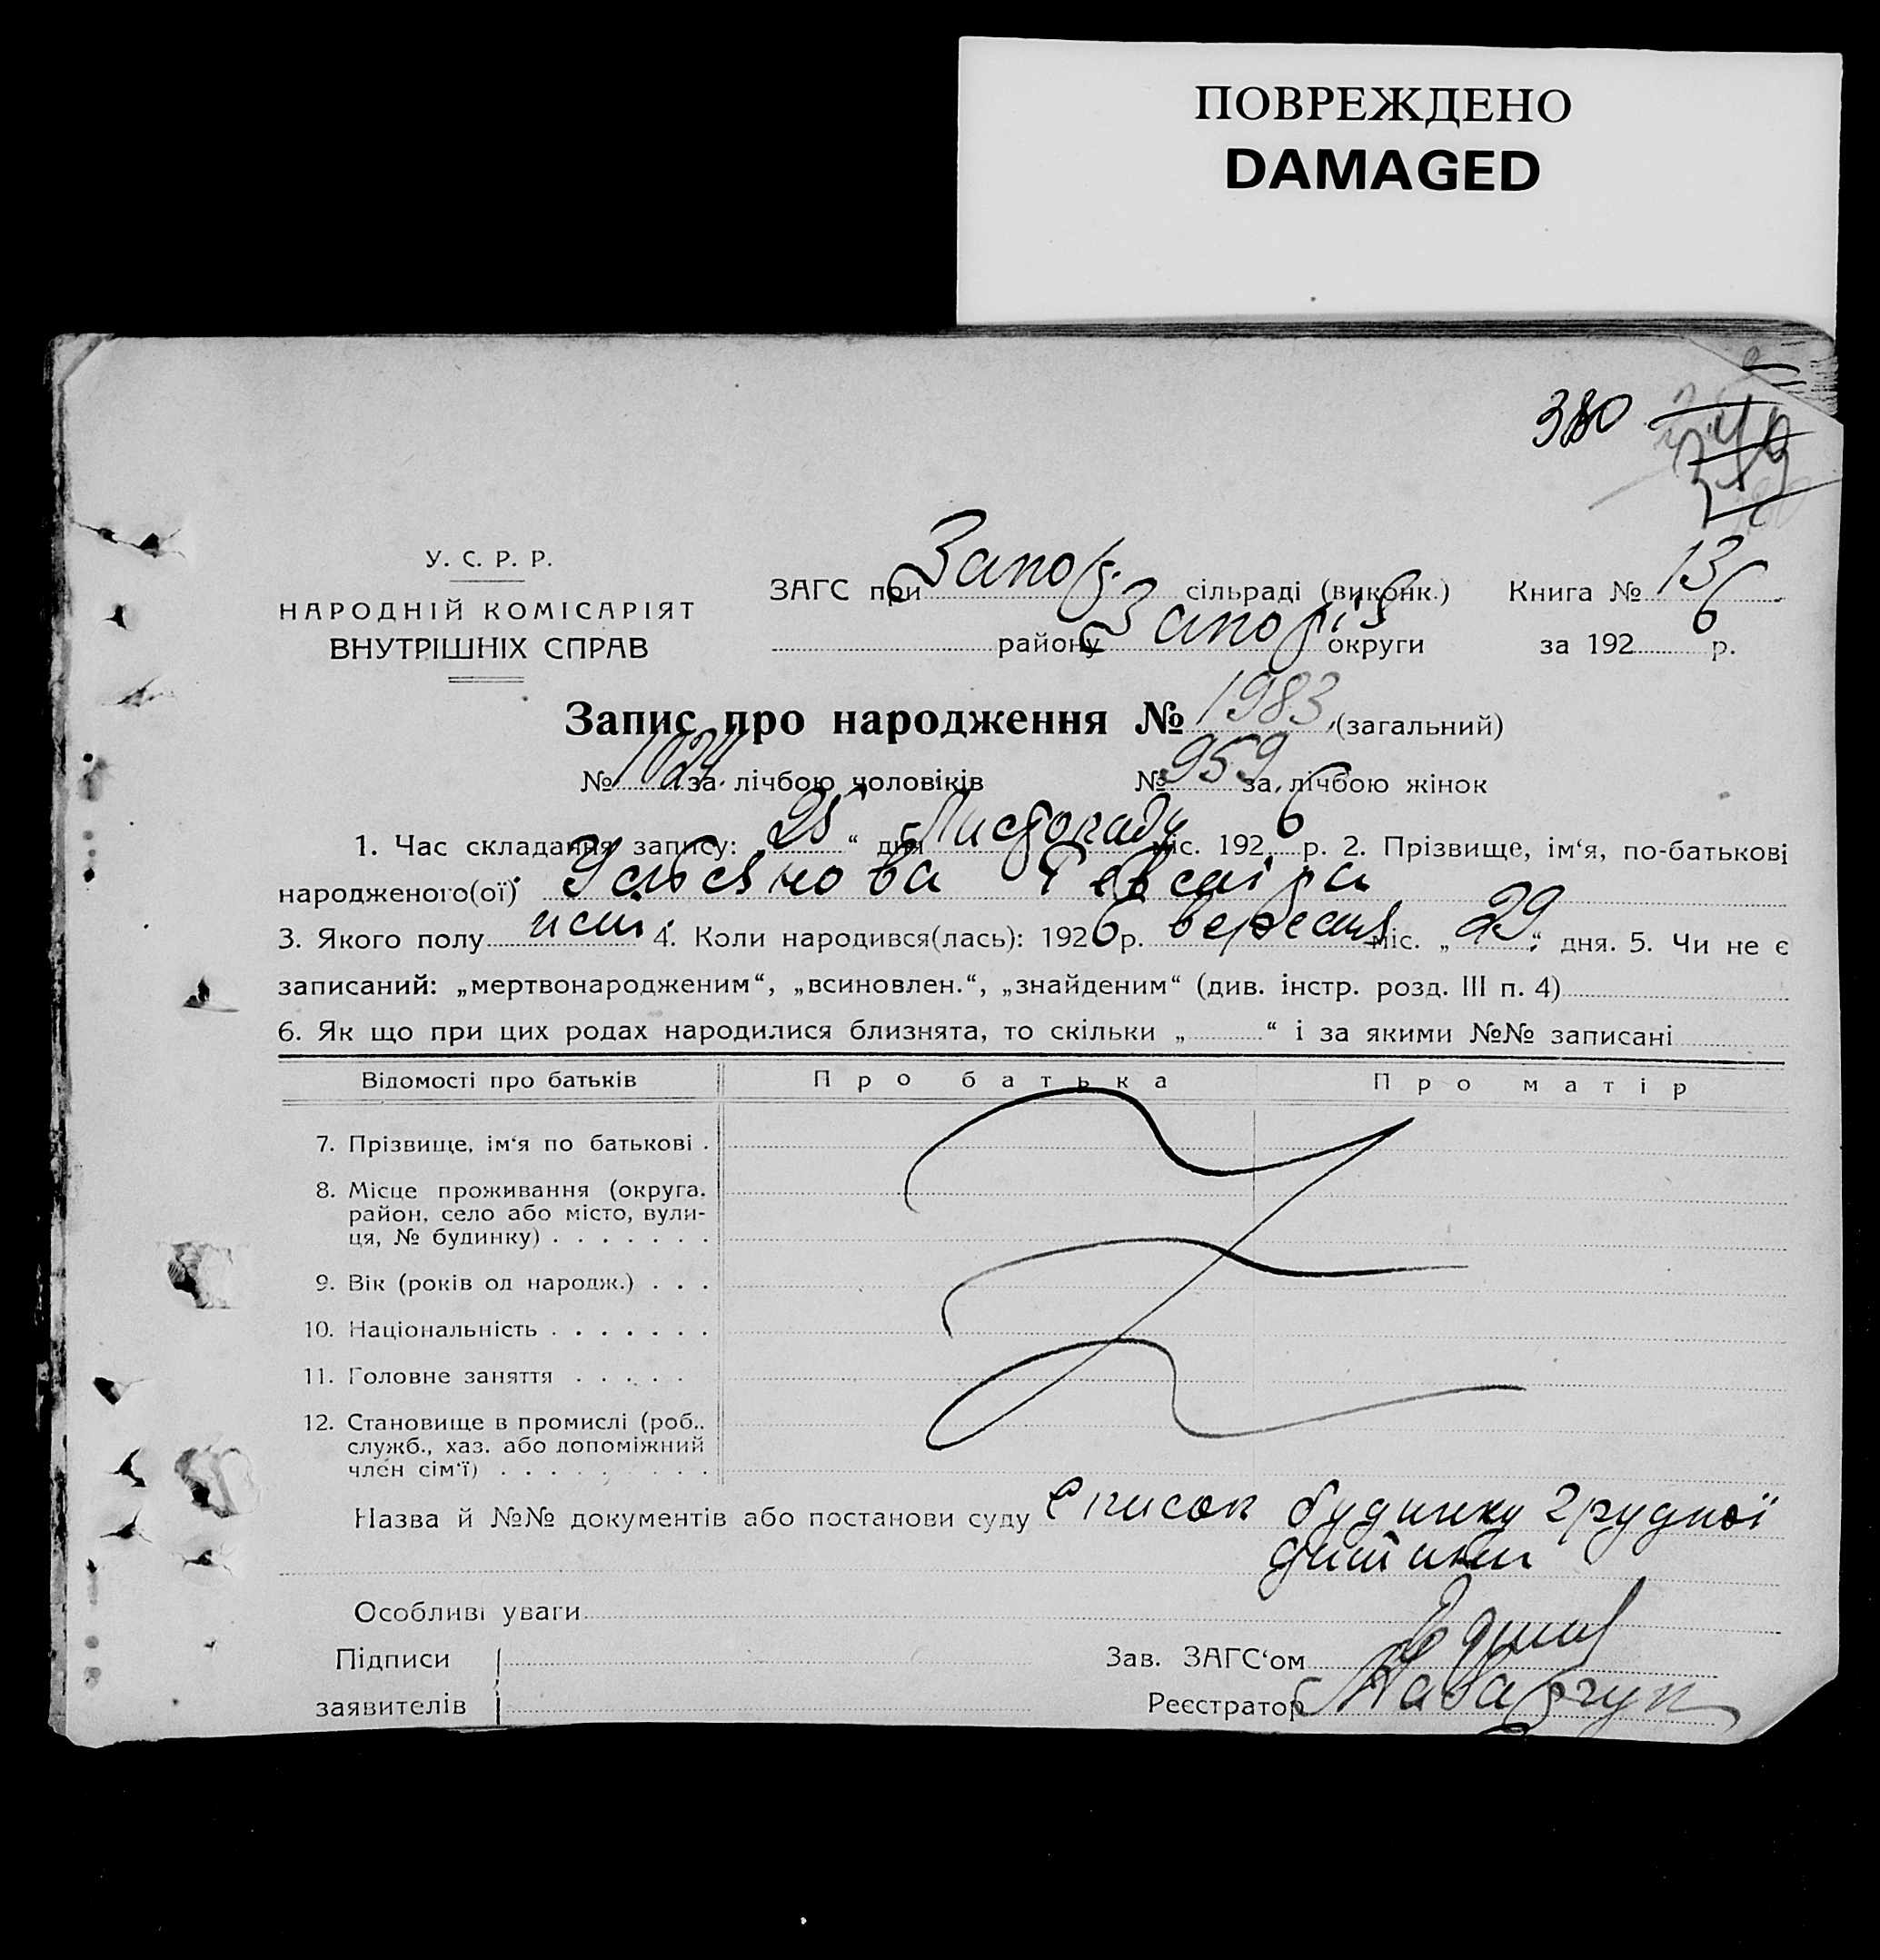 ПОВРЕЖДЕНО
DAMAGED
380
У. С. Р. Р.
НАРОДНІЙ КОМІСАРІЯТ
ВНУТРІШНІХ СПРАВ
ЗАГС при Запор. сільраді (виконк.) Книга № 13
району Запоріз округи за 1926 р.
Запис про народження № 1983 (загальний)
№ 1024 за лічбою чоловіків № 959 за лічбою жінок
1. Час складання запису: 25 “ дня Листопаду міс. 1926 р. 2. Прізвище, ім‘я, по-батькові
народженого(ої)
3. Якого полу 4. Коли народився(лась): 1926 р. вересня міс. „ 29 “ дня. 5. Чи не є
записаний: „мертвонародженим“, „всиновлен.“, „знайденим“ (див. інстр. розд. III п. 4)
6. Як що при цих родах народилися близнята, то скільки „ “ і за якими №№ записані
Відомості про батьків Про батька Про матір
7. Прізвище, ім‘я по батькові .
8. Місце проживання (округа,
район, село або місто, вули-
ця, № будинку) . . . . . . .
9. Вік (років од народж.) . . .
10. Національність . . . . . . .
11. Головне заняття . . . . .
12. Становище в промислі (роб.,
служб., хаз. або допоміжний
член сім‘ї) . . . . . . . . .
Назва й №№ документів або постанови суду Список будинку грудної
дитини
Особливі уваги
Підписи
заявителів
Зав. ЗАГС‘ом
Реєстратор